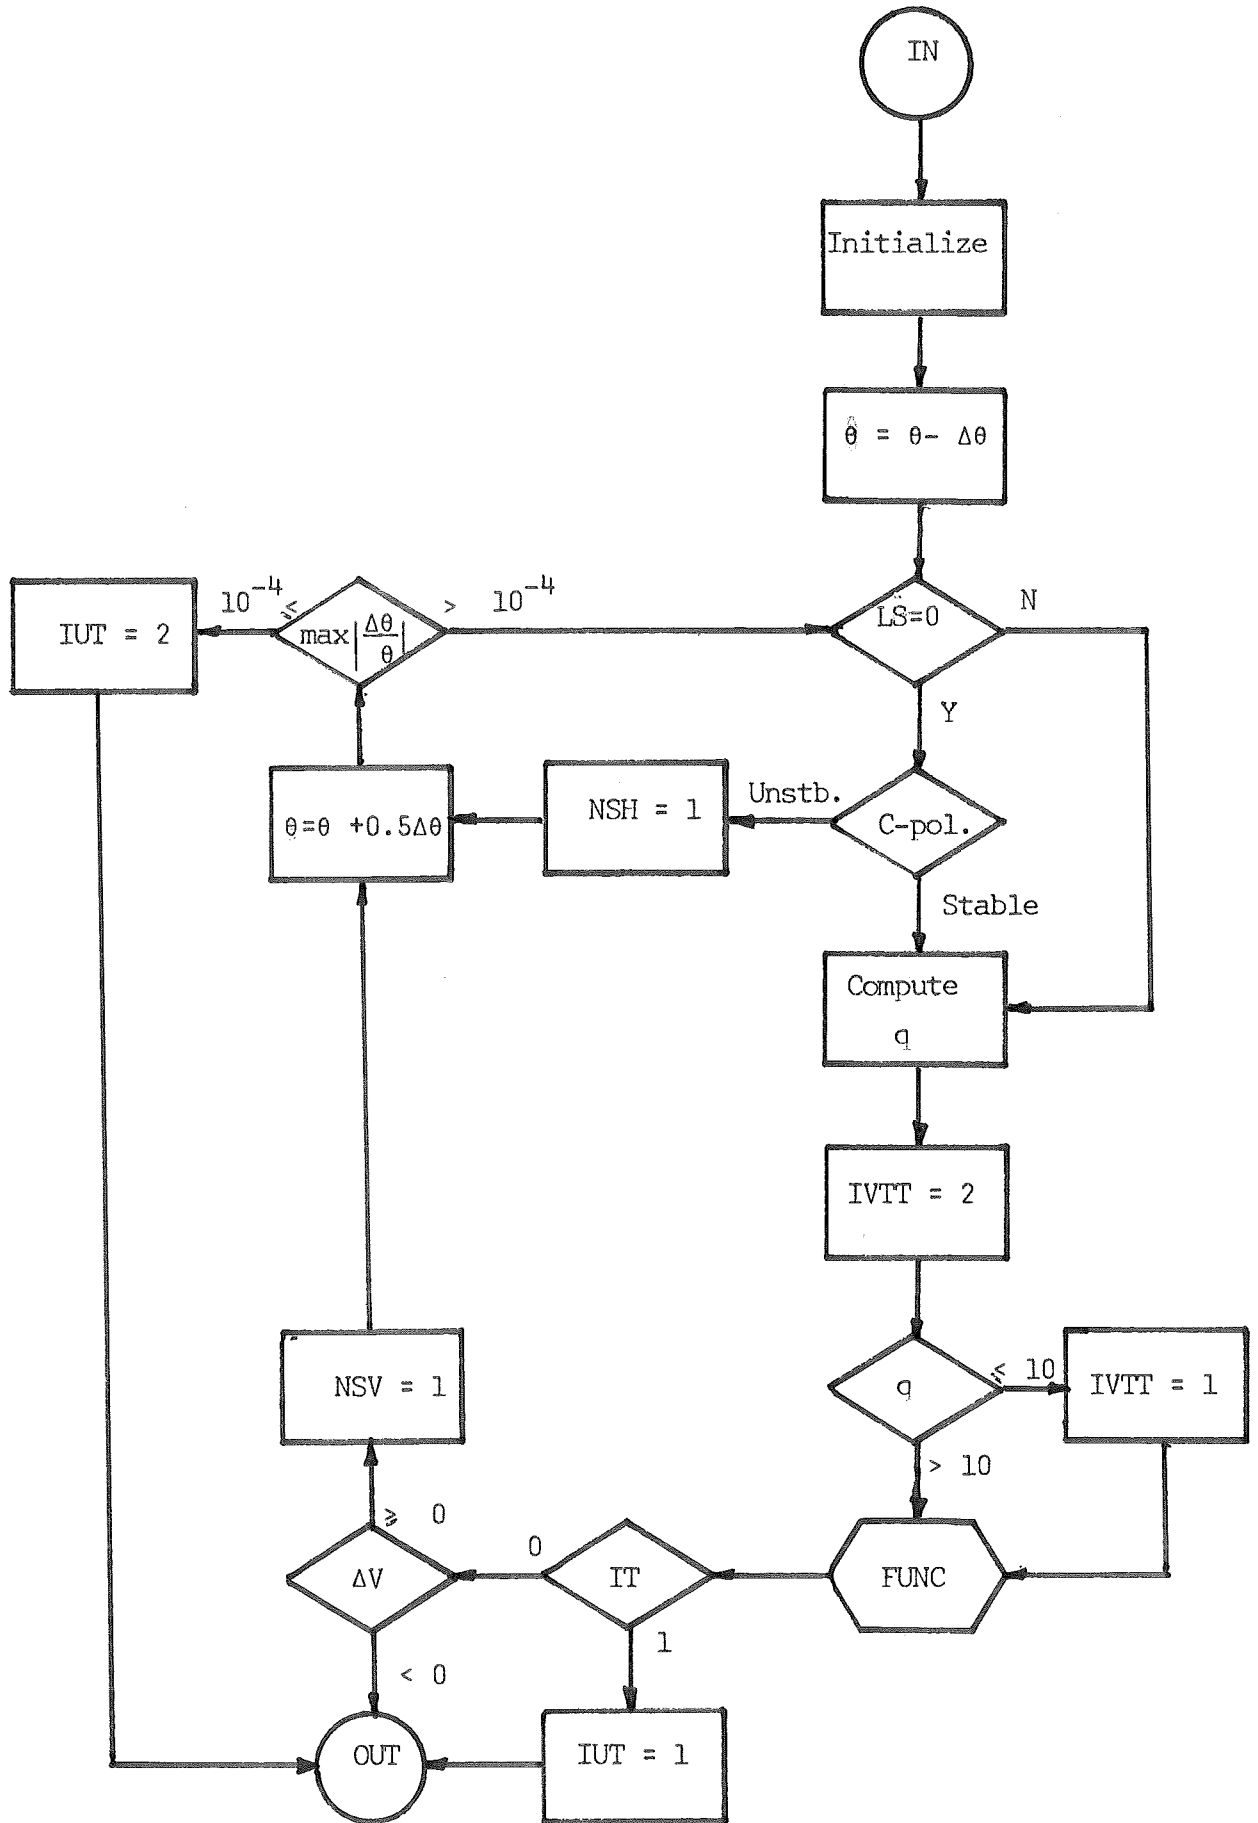 IN
Initialize
θ̂ = θ- Δθ
LS=0
N
Y
> 10⁻⁴
max|Δθ/θ|
≤ 10⁻⁴
IUT = 2
C-pol.
Unstb.
NSH = 1
θ=θ +0.5Δθ
Stable
Compute
q
IVTT = 2
q
≤ 10
IVTT = 1
> 10
FUNC
IT
0
1
IUT = 1
ΔV
≥ 0
NSV = 1
< 0
OUT